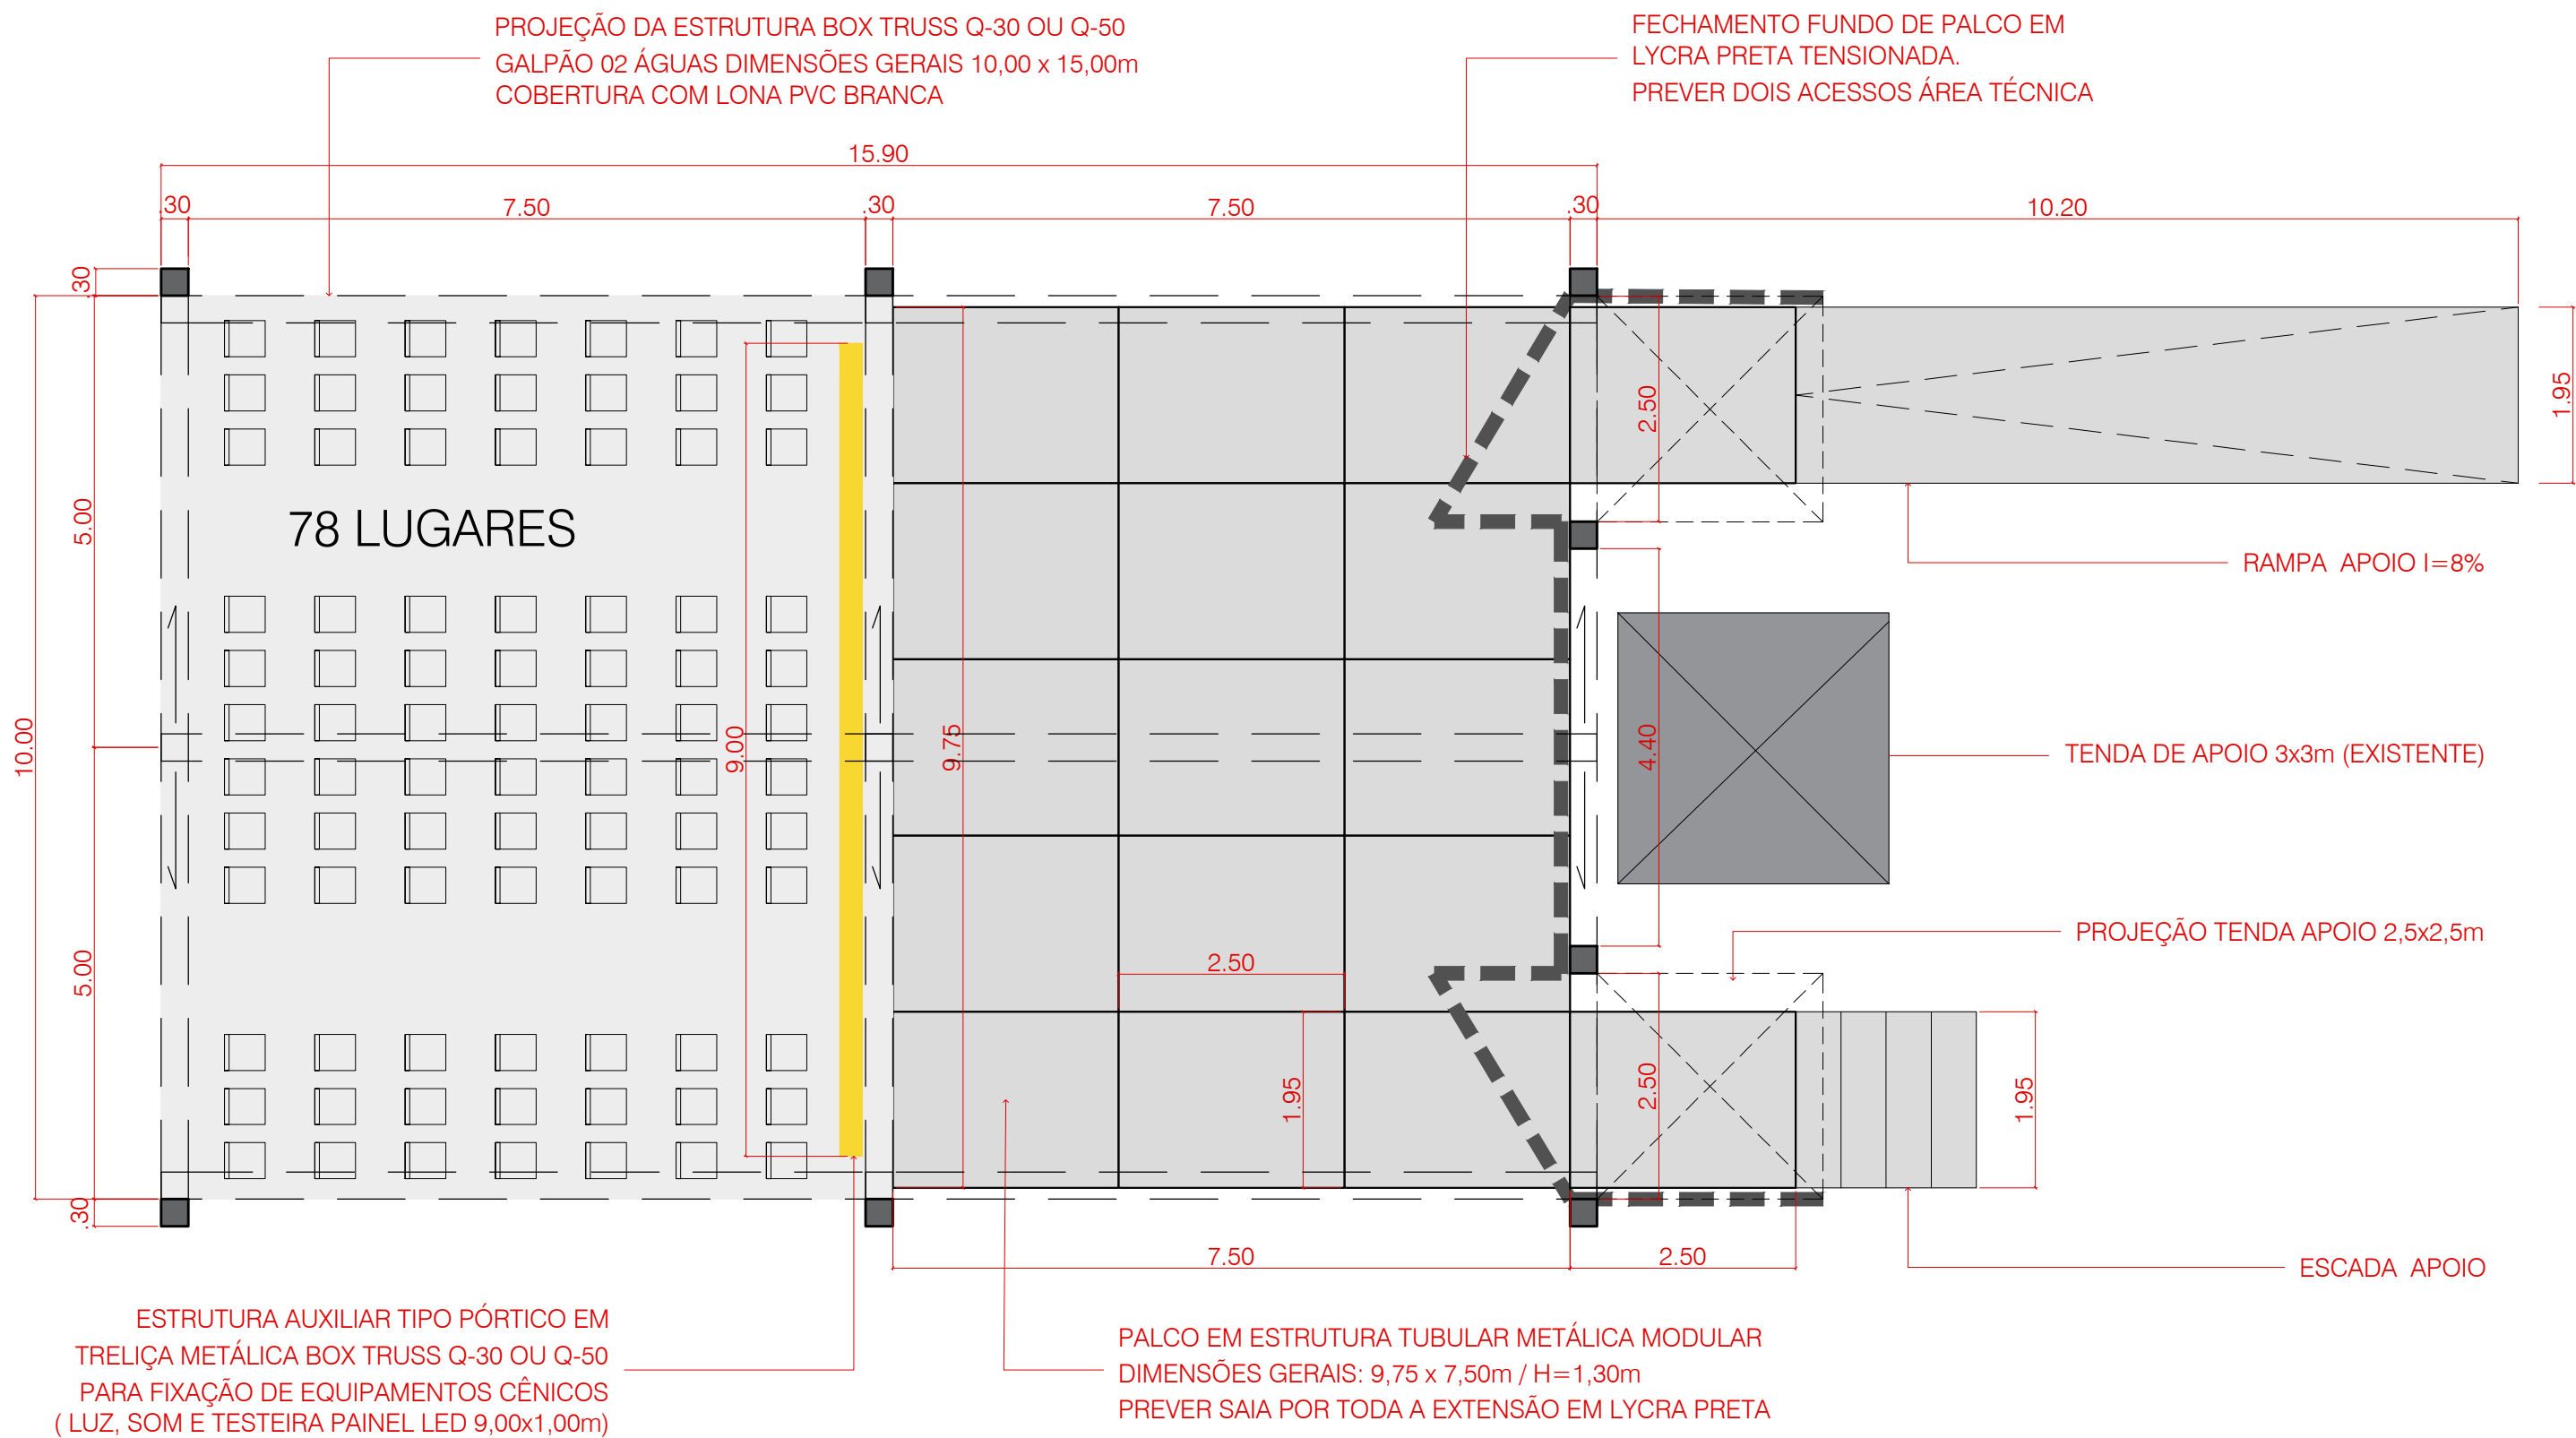 PROJEÇÃO DA ESTRUTURA BOX TRUSS Q-30 OU Q-50
GALPÃO 02 ÁGUAS DIMENSÕES GERAIS 10,00 x 15,00m
COBERTURA COM LONA PVC BRANCA
FECHAMENTO FUNDO DE PALCO EM
LYCRA PRETA TENSIONADA.
PREVER DOIS ACESSOS ÁREA TÉCNICA
15.90
.30
7.50
.30
7.50
.30
10.20
.30
5.00
10.00
5.00
.30
78 LUGARES
9.00
9.75
2.50
1.95
2.50
4.40
2.50
1.95
1.95
RAMPA  APOIO I=8%
TENDA DE APOIO 3x3m (EXISTENTE)
PROJEÇÃO TENDA APOIO 2,5x2,5m
7.50
2.50
ESCADA  APOIO
ESTRUTURA AUXILIAR TIPO PÓRTICO EM
TRELIÇA METÁLICA BOX TRUSS Q-30 OU Q-50
PARA FIXAÇÃO DE EQUIPAMENTOS CÊNICOS
( LUZ, SOM E TESTEIRA PAINEL LED 9,00x1,00m)
PALCO EM ESTRUTURA TUBULAR METÁLICA MODULAR
DIMENSÕES GERAIS: 9,75 x 7,50m / H=1,30m
PREVER SAIA POR TODA A EXTENSÃO EM LYCRA PRETA